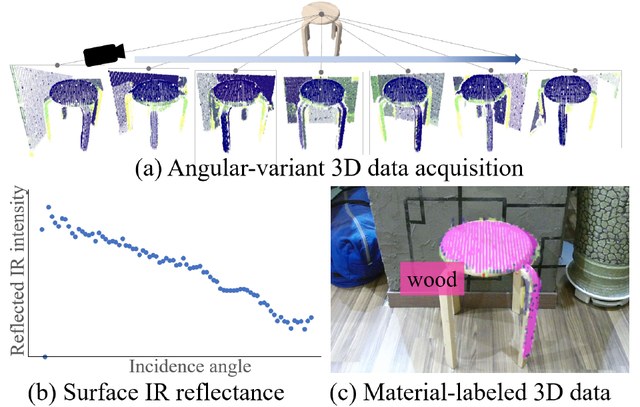 (a) Angular-variant 3D data acquisition
Reflected IR intensity
Incidence angle
(b) Surface IR reflectance
wood
(c) Material-labeled 3D data